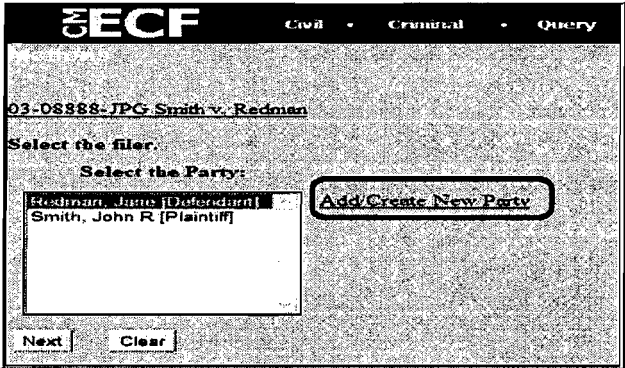 CM ECF Civil • Criminal • Query
03-08888-JPG Smith v. Redman
Select the filer.
Select the Party:
Redman, Jane [Defendant]
Smith, John R [Plaintiff]
Add/Create New Party
Next Clear